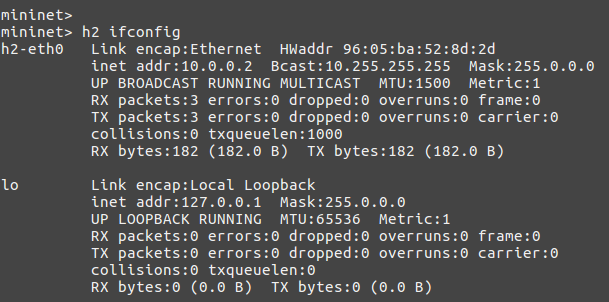 mininet>
mininet> h2 ifconfig
h2-eth0   Link encap:Ethernet  HWaddr 96:05:ba:52:8d:2d
          inet addr:10.0.0.2  Bcast:10.255.255.255  Mask:255.0.0.0
          UP BROADCAST RUNNING MULTICAST  MTU:1500  Metric:1
          RX packets:3 errors:0 dropped:0 overruns:0 frame:0
          TX packets:3 errors:0 dropped:0 overruns:0 carrier:0
          collisions:0 txqueuelen:1000
          RX bytes:182 (182.0 B)  TX bytes:182 (182.0 B)

lo        Link encap:Local Loopback
          inet addr:127.0.0.1  Mask:255.0.0.0
          UP LOOPBACK RUNNING  MTU:65536  Metric:1
          RX packets:0 errors:0 dropped:0 overruns:0 frame:0
          TX packets:0 errors:0 dropped:0 overruns:0 carrier:0
          collisions:0 txqueuelen:0
          RX bytes:0 (0.0 B)  TX bytes:0 (0.0 B)